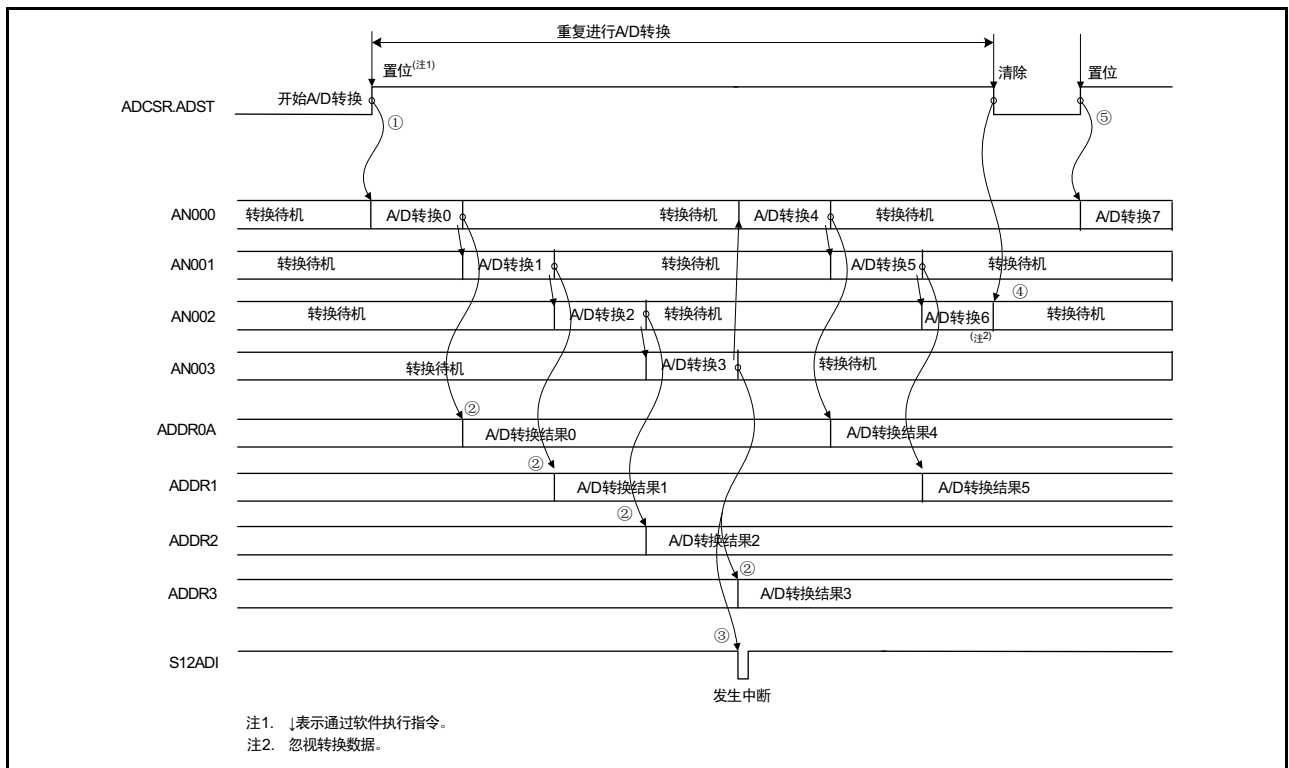 重复进行A/D转换
置位(注1)
清除
置位
ADCSR.ADST
开始A/D转换
①
⑤
AN000
转换待机
A/D转换0
转换待机
A/D转换4
转换待机
A/D转换7
AN001
转换待机
A/D转换1
转换待机
A/D转换5
转换待机
④
AN002
转换待机
A/D转换2
转换待机
A/D转换6
(注2)
转换待机
AN003
转换待机
A/D转换3
转换待机
②
ADDR0A
A/D转换结果0
A/D转换结果4
②
ADDR1
A/D转换结果1
A/D转换结果5
②
ADDR2
A/D转换结果2
②
ADDR3
A/D转换结果3
③
S12ADI
发生中断
注1. ↓表示通过软件执行指令。
注2. 忽视转换数据。